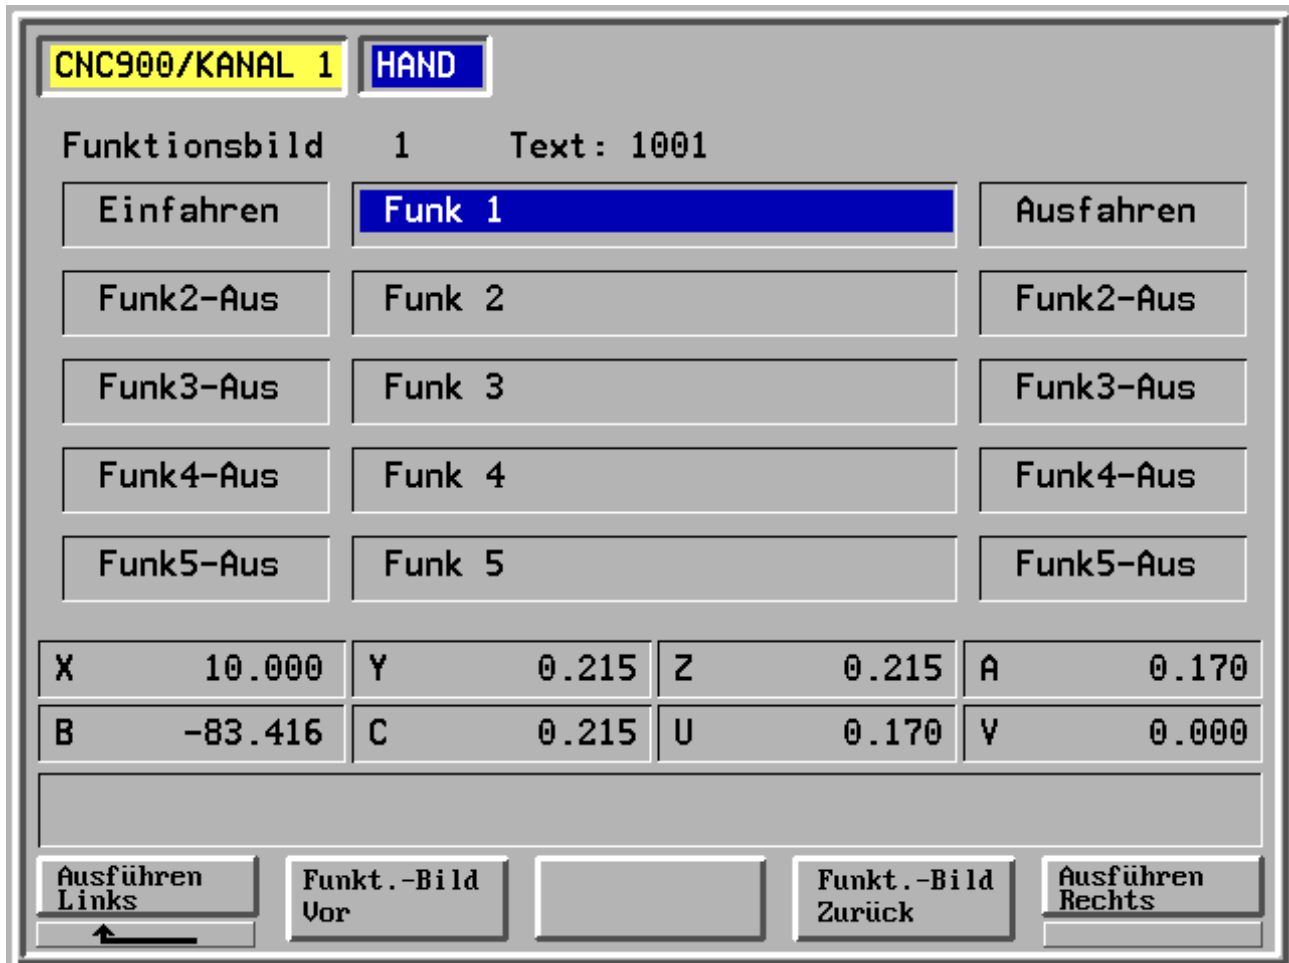 CNC900/KANAL 1 HAND
Funktionsbild 1 Text: 1001
Einfahren Funk 1 Ausfahren
Funk2-Aus Funk 2 Funk2-Aus
Funk3-Aus Funk 3 Funk3-Aus
Funk4-Aus Funk 4 Funk4-Aus
Funk5-Aus Funk 5 Funk5-Aus
X 10.000 Y 0.215 Z 0.215 A 0.170
B -83.416 C 0.215 U 0.170 V 0.000
Ausführen Links
Funkt.-Bild Vor
Funkt.-Bild Zurück
Ausführen Rechts